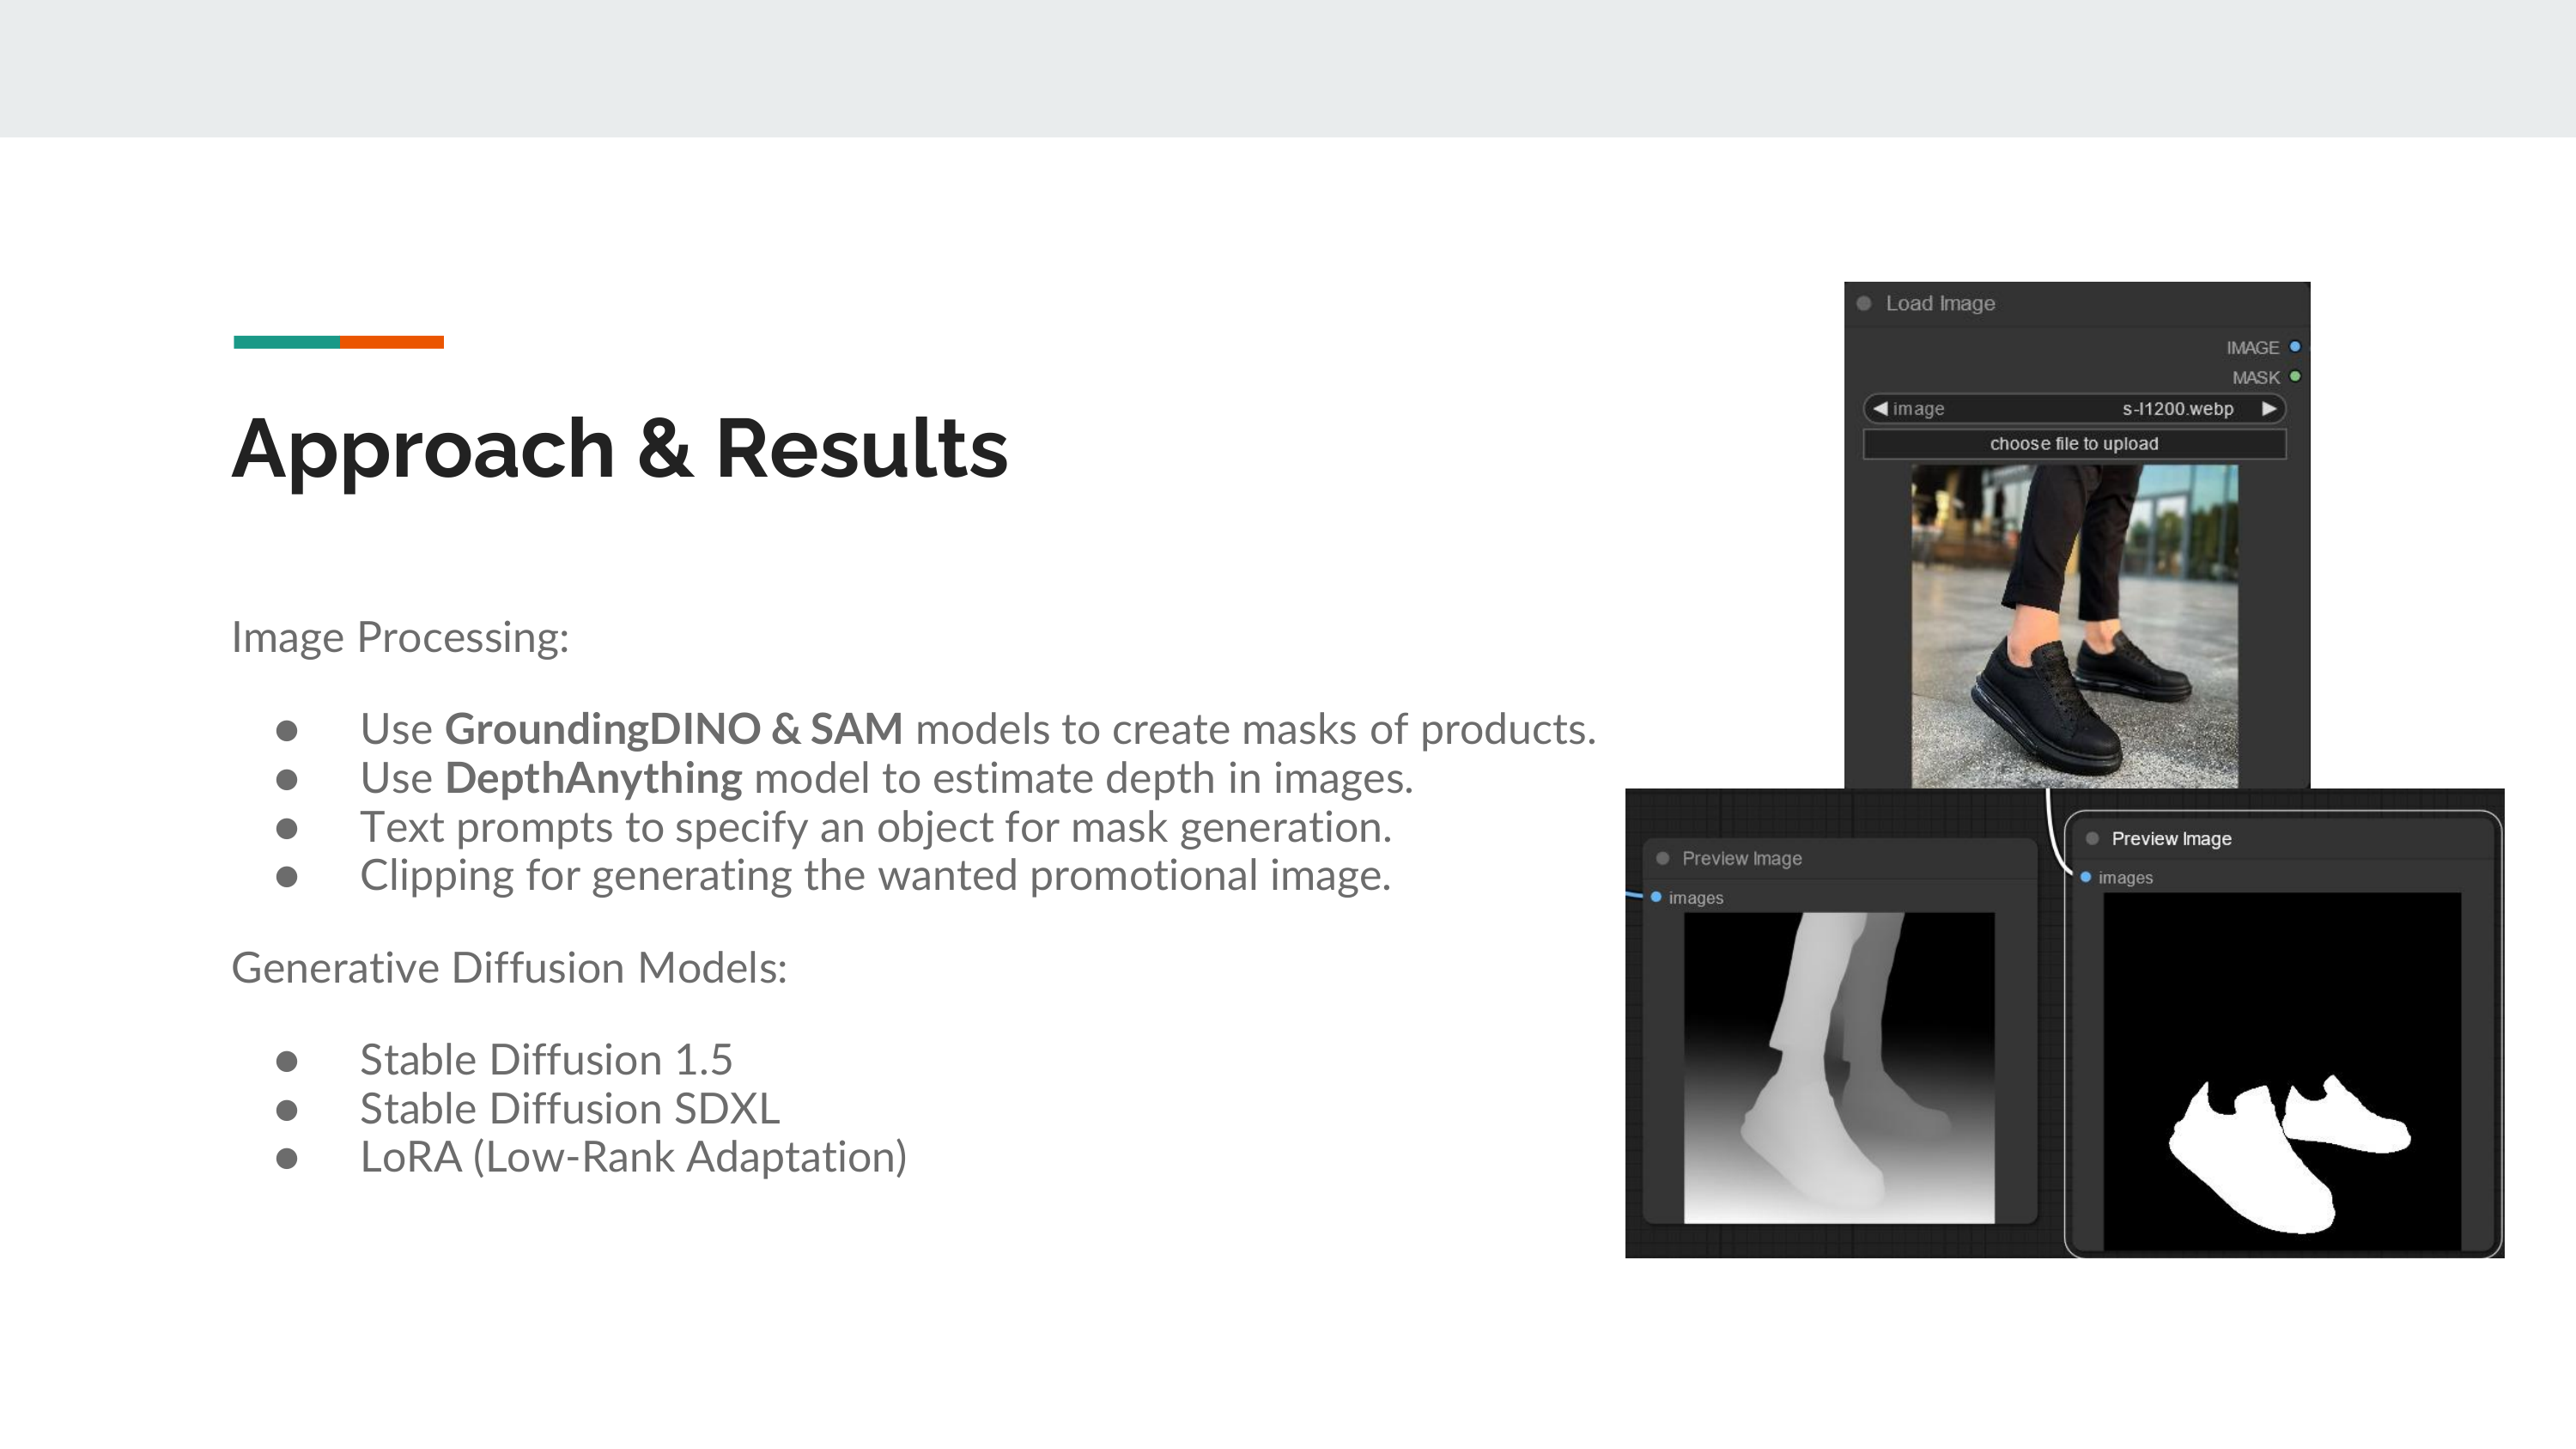 Approach & Results
Image Processing:
● Use GroundingDINO & SAM models to create masks of products.
● Use DepthAnything model to estimate depth in images.
● Text prompts to specify an object for mask generation.
● Clipping for generating the wanted promotional image.
Generative Diffusion Models:
● Stable Diffusion 1.5
● Stable Diffusion SDXL
● LoRA (Low-Rank Adaptation)
Load Image
IMAGE
MASK
image s-l1200.webp
choose file to upload
Preview Image
images
Preview Image
images